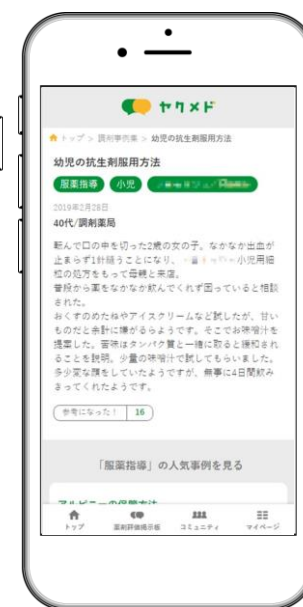 ヤクメド
トップ > 調剤事例集 > 幼児の抗生剤服用方法
幼児の抗生剤服用方法
服薬指導 小児
2019年2月28日
40代/調剤薬局
転んで口の中を切った2歳の女の子。なかなか出血が
止まらず1針縫うことになり、 小児用細
粒の処方をもって母親と来店。
普段から薬をなかなか飲んでくれず困っていると相談
された。
おくすのめたねやアイスクリームなど試したが、甘い
ものだと余計に嫌がるようです。そこでお味噌汁を
提案した。苦味はタンパク質と一緒に取ると緩和され
ることを説明。少量の味噌汁で試してもらいました。
多少変な顔をしていたようですが、無事に4日間飲み
きってくれたようです。
参考になった! 16
「服薬指導」の人気事例を見る
トップ 薬剤評価掲示板 コミュニティ マイページ